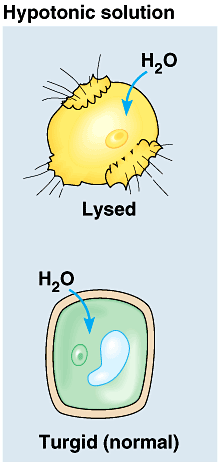 Hypotonic solution
H₂O
Lysed
H₂O
Turgid (normal)